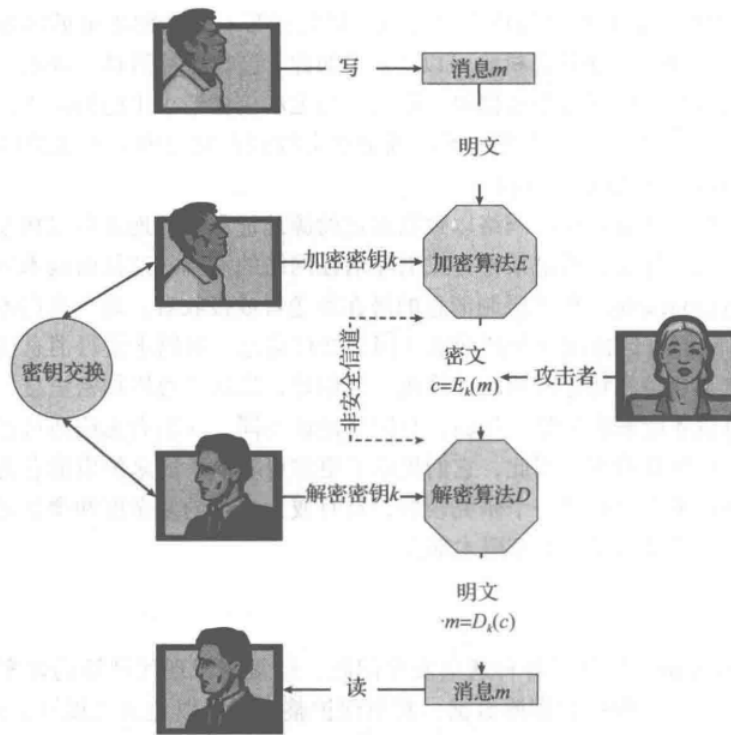 写
消息m
明文
加密密钥k
加密算法E
密钥交换
非安全信道
密文
c=Eₖ(m)
攻击者
解密密钥k
解密算法D
明文
m=Dₖ(c)
读
消息m